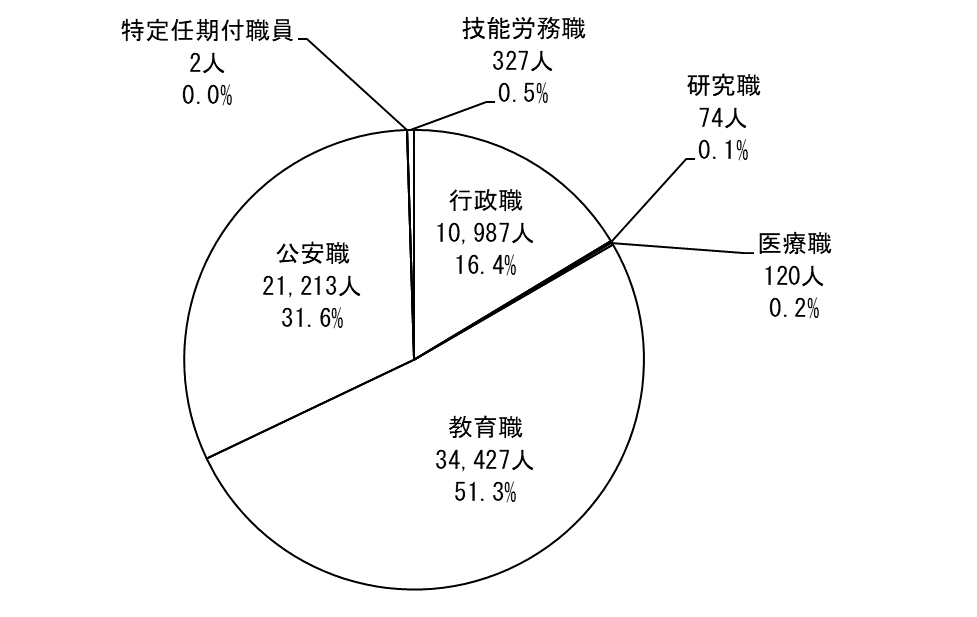 特定任期付職員
2人
0.0%
技能労務職
327人
0.5%
研究職
74人
0.1%
行政職
10,987人
16.4%
医療職
120人
0.2%
公安職
21,213人
31.6%
教育職
34,427人
51.3%